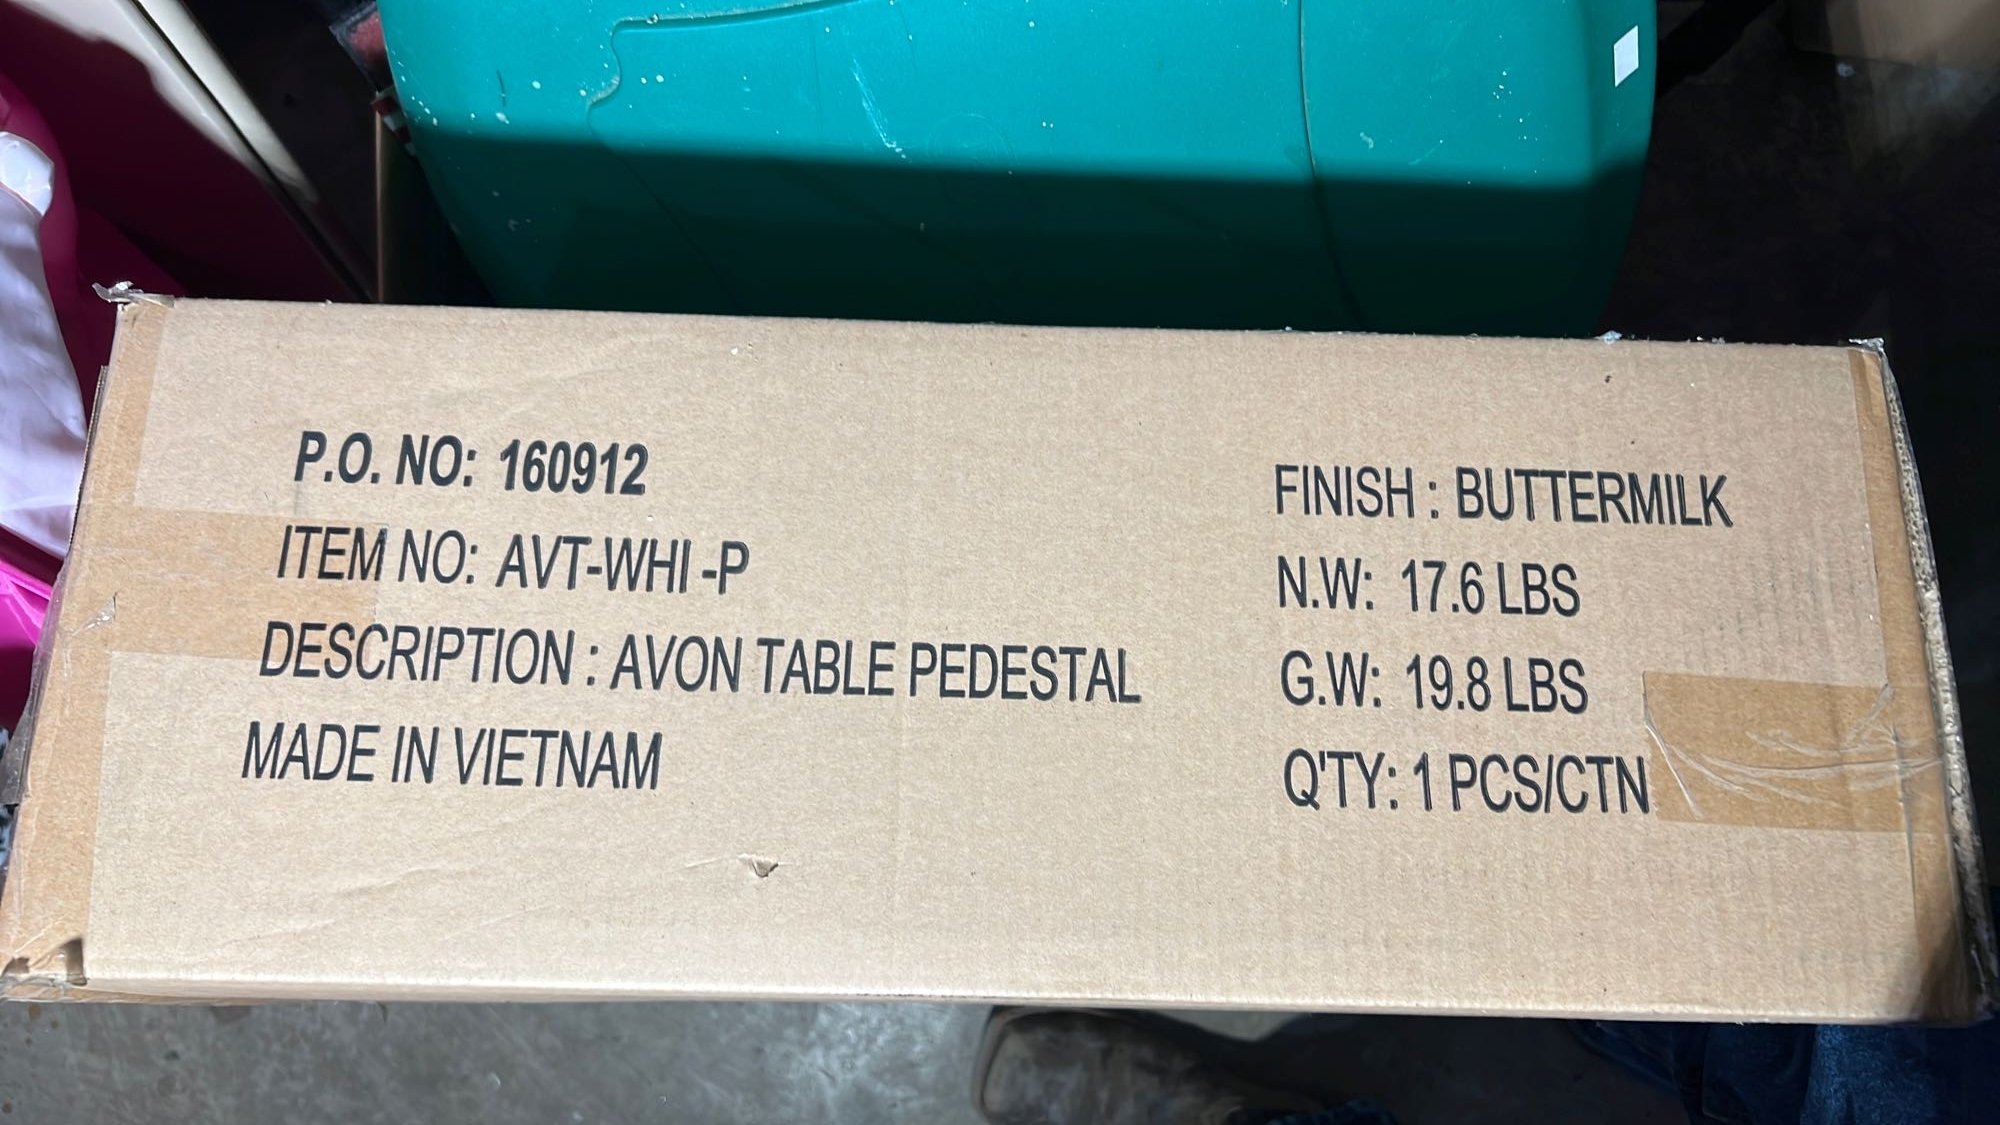 P.O. NO: 160912
ITEM NO: AVT-WHI -P
DESCRIPTION : AVON TABLE PEDESTAL
MADE IN VIETNAM
FINISH : BUTTERMILK
N.W: 17.6 LBS
G.W: 19.8 LBS
Q'TY: 1 PCS/CTN